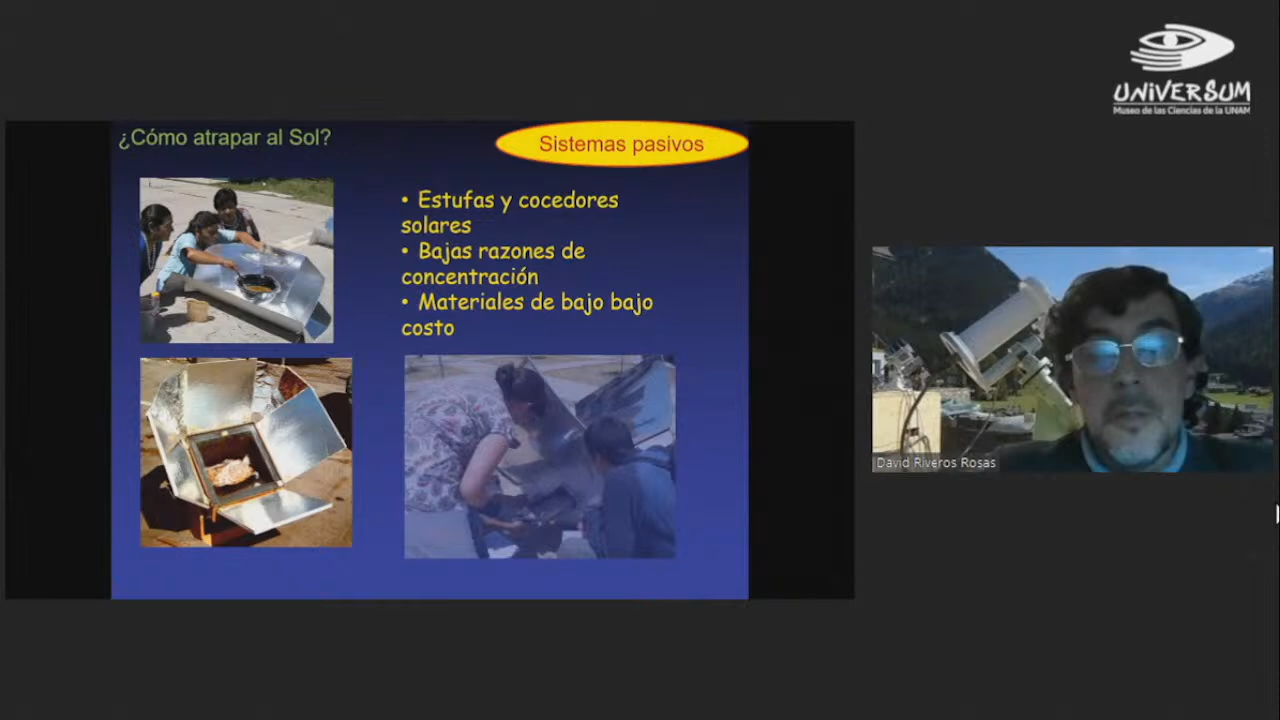 UNiVERSUM
Museo de las Ciencias de la UNAM
¿Cómo atrapar al Sol?
Sistemas pasivos
• Estufas y cocedores
solares
• Bajas razones de
concentración
• Materiales de bajo bajo
costo
David Riveros Rosas